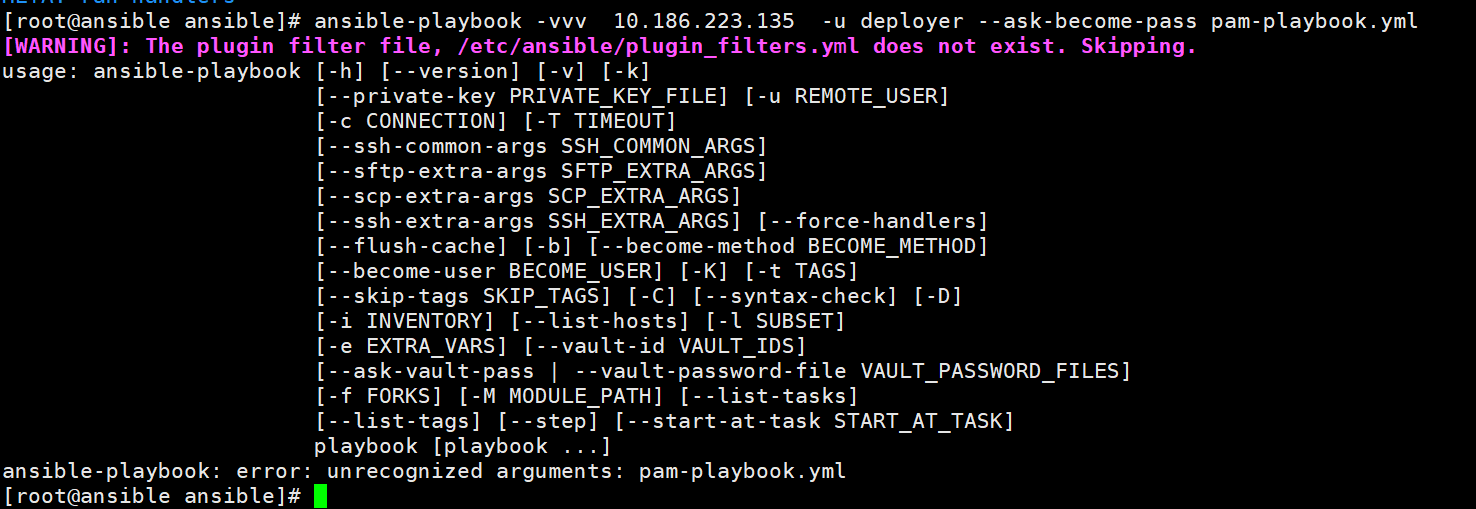 META: ran handlers
[root@ansible ansible]# ansible-playbook -vvv  10.186.223.135  -u deployer --ask-become-pass pam-playbook.yml
[WARNING]: The plugin filter file, /etc/ansible/plugin_filters.yml does not exist. Skipping.
usage: ansible-playbook [-h] [--version] [-v] [-k]
                        [--private-key PRIVATE_KEY_FILE] [-u REMOTE_USER]
                        [-c CONNECTION] [-T TIMEOUT]
                        [--ssh-common-args SSH_COMMON_ARGS]
                        [--sftp-extra-args SFTP_EXTRA_ARGS]
                        [--scp-extra-args SCP_EXTRA_ARGS]
                        [--ssh-extra-args SSH_EXTRA_ARGS] [--force-handlers]
                        [--flush-cache] [-b] [--become-method BECOME_METHOD]
                        [--become-user BECOME_USER] [-K] [-t TAGS]
                        [--skip-tags SKIP_TAGS] [-C] [--syntax-check] [-D]
                        [-i INVENTORY] [--list-hosts] [-l SUBSET]
                        [-e EXTRA_VARS] [--vault-id VAULT_IDS]
                        [--ask-vault-pass | --vault-password-file VAULT_PASSWORD_FILES]
                        [-f FORKS] [-M MODULE_PATH] [--list-tasks]
                        [--list-tags] [--step] [--start-at-task START_AT_TASK]
                        playbook [playbook ...]
ansible-playbook: error: unrecognized arguments: pam-playbook.yml
[root@ansible ansible]#